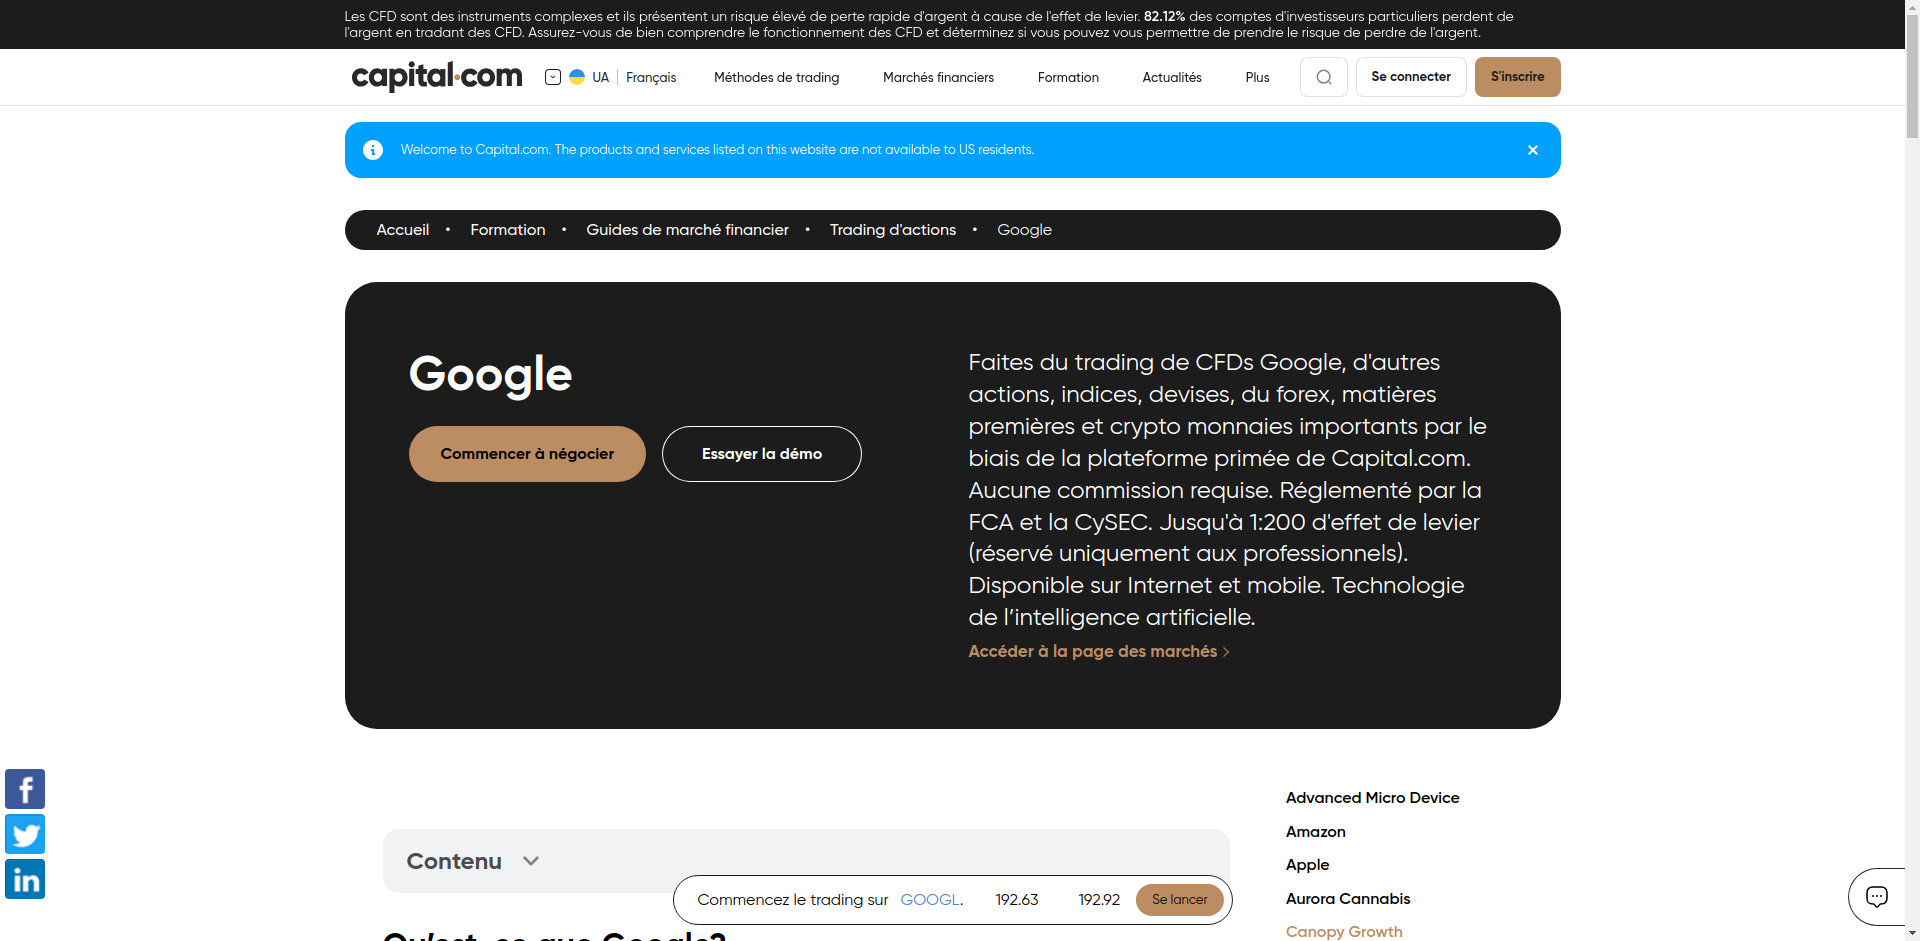 Les CFD sont des instruments complexes et ils présentent un risque élevé de perte rapide d'argent à cause de l'effet de levier. 82.12% des comptes d'investisseurs particuliers perdent de
l'argent en tradant des CFD. Assurez-vous de bien comprendre le fonctionnement des CFD et déterminez si vous pouvez vous permettre de prendre le risque de perdre de l'argent.
capital.com UA Français Méthodes de trading Marchés financiers Formation Actualités Plus Se connecter S'inscrire
Welcome to Capital.com. The products and services listed on this website are not available to US residents.
Accueil • Formation • Guides de marché financier • Trading d'actions • Google
Google
Commencer à négocier Essayer la démo
Faites du trading de CFDs Google, d'autres
actions, indices, devises, du forex, matières
premières et crypto monnaies importants par le
biais de la plateforme primée de Capital.com.
Aucune commission requise. Réglementé par la
FCA et la CySEC. Jusqu'à 1:200 d'effet de levier
(réservé uniquement aux professionnels).
Disponible sur Internet et mobile. Technologie
de l’intelligence artificielle.
Accéder à la page des marchés
Contenu
Commencez le trading sur GOOGL. 192.63 192.92 Se lancer
Qu'est-ce que Google?
Advanced Micro Device
Amazon
Apple
Aurora Cannabis
Canopy Growth